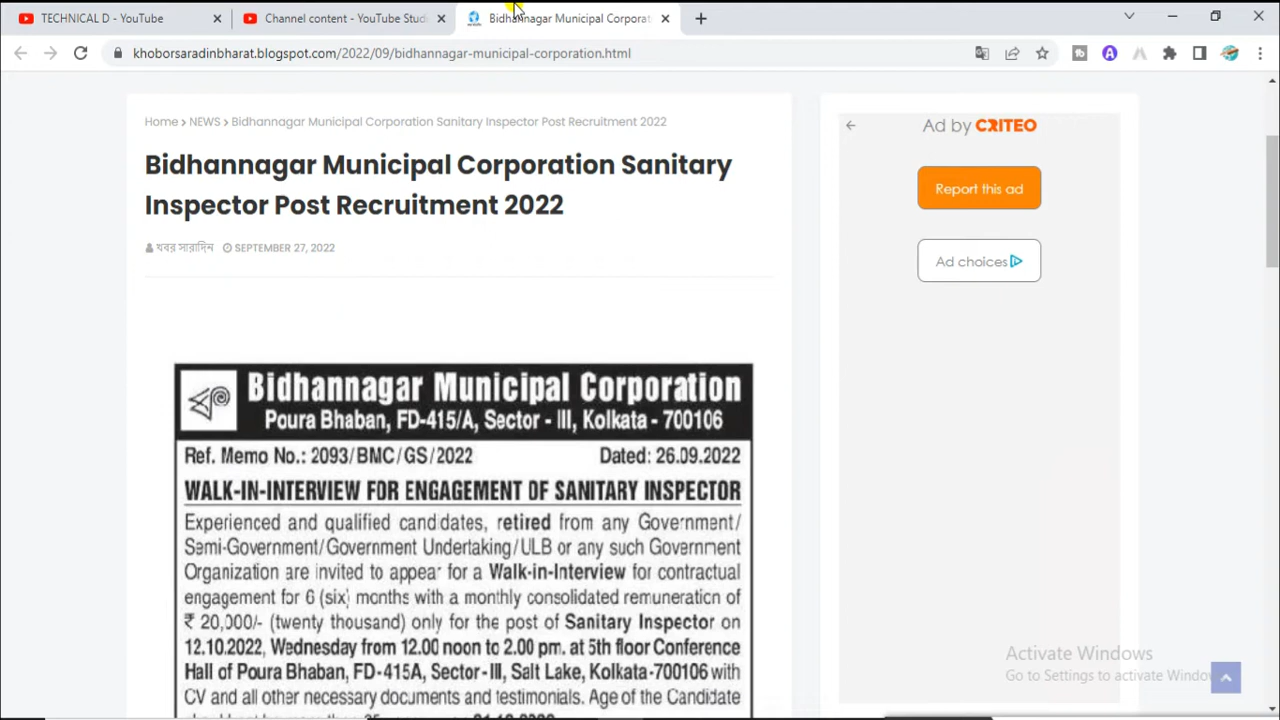 TECHNICAL D - YouTube
Channel content - YouTube Stud
Bidhannagar Municipal Corporat
khoborsaradinbharat.blogspot.com/2022/09/bidhannagar-municipal-corporation.html
Home > NEWS > Bidhannagar Municipal Corporation Sanitary Inspector Post Recruitment 2022
Bidhannagar Municipal Corporation Sanitary
Inspector Post Recruitment 2022
খবর সারাদিন SEPTEMBER 27, 2022
Ad by CRITEO
Report this ad
Ad choices
Bidhannagar Municipal Corporation
Poura Bhaban, FD-415/A, Sector - III, Kolkata - 700106
Ref. Memo No.: 2093/BMC/GS/2022 Dated: 26.09.2022
WALK-IN-INTERVIEW FOR ENGAGEMENT OF SANITARY INSPECTOR
Experienced and qualified candidates, retired from any Government/
Semi-Government/Government Undertaking/ULB or any such Government
Organization are invited to appear for a Walk-in-Interview for contractual
engagement for 6 (six) months with a monthly consolidated remuneration of
₹ 20,000/- (twenty thousand) only for the post of Sanitary Inspector on
12.10.2022, Wednesday from 12.00 noon to 2.00 pm. at 5th floor Conference
Hall of Poura Bhaban, FD-415A, Sector-III, Salt Lake, Kolkata-700106 with
CV and all other necessary documents and testimonials. Age of the Candidate
Activate Windows
Go to Settings to activate Windo